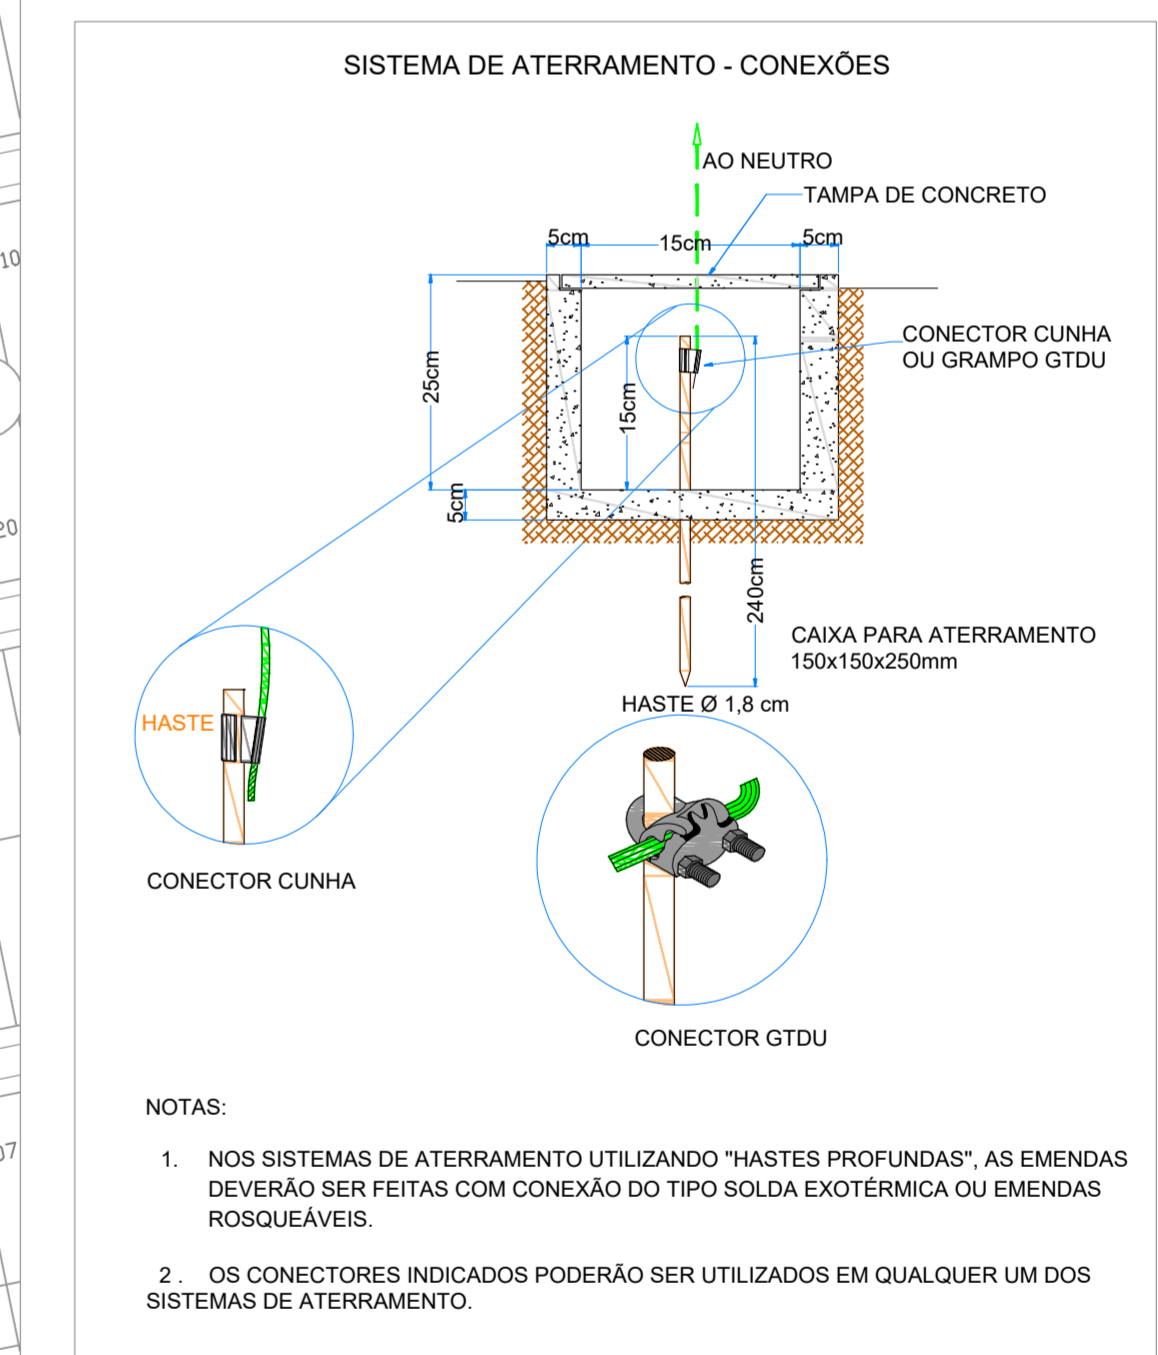 SISTEMA DE ATERRAMENTO - CONEXÕES
AO NEUTRO
TAMPA DE CONCRETO
5cm
15cm
5cm
10
CONECTOR CUNHA
OU GRAMPO GTDU
25cm
15cm
5cm
20
240cm
CAIXA PARA ATERRAMENTO
150x150x250mm
HASTE Ø 1,8 cm
HASTE
CONECTOR CUNHA
CONECTOR GTDU
NOTAS:
07
1. NOS SISTEMAS DE ATERRAMENTO UTILIZANDO "HASTES PROFUNDAS", AS EMENDAS
DEVERÃO SER FEITAS COM CONEXÃO DO TIPO SOLDA EXOTÉRMICA OU EMENDAS
ROSQUEÁVEIS.
2 . OS CONECTORES INDICADOS PODERÃO SER UTILIZADOS EM QUALQUER UM DOS
SISTEMAS DE ATERRAMENTO.